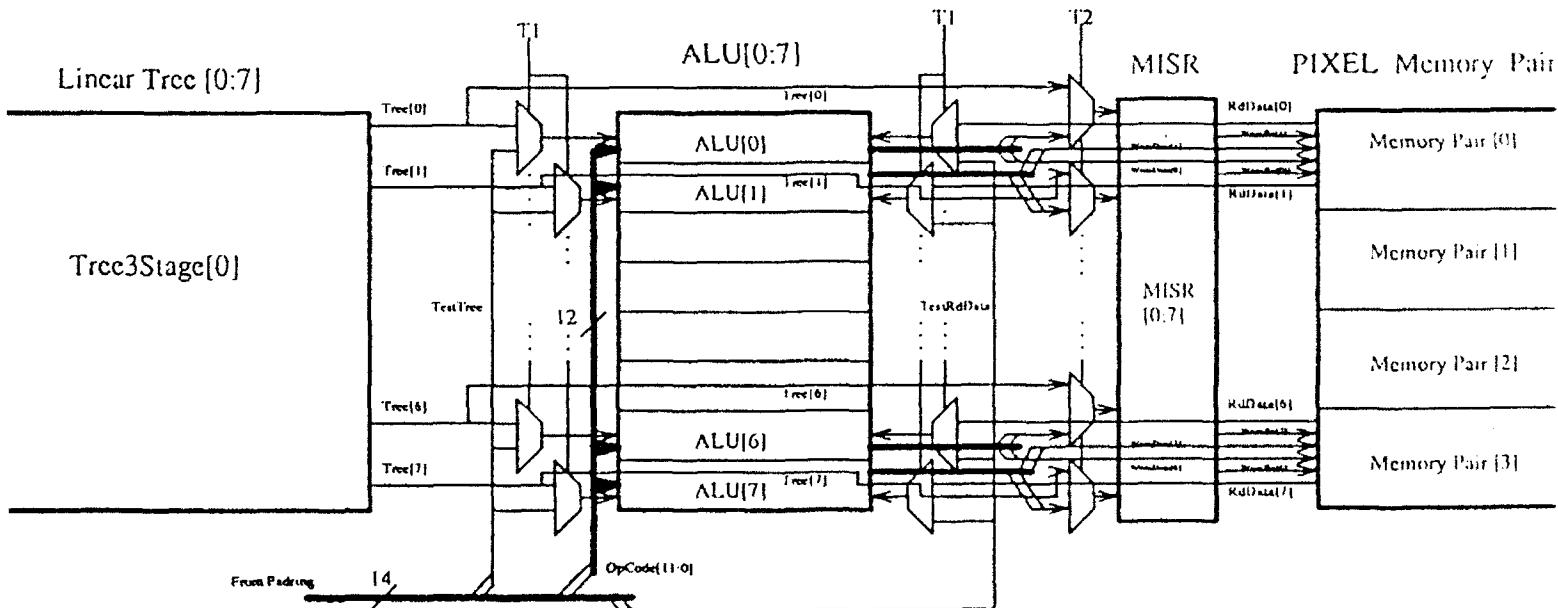 T1
T1
T2
ALU[0:7]
Linear Tree [0:7]
MISR
PIXEL Memory Pair
Tree[0]
Tree[0]
RdData[0]
ALU[0]
Memory Pair [0]
Tree[1]
Tree[1]
ALU[1]
RdData[1]
Tree3Stage[0]
Memory Pair [1]
MISR
[0:7]
TestTree
12
TestRdData
Memory Pair [2]
Tree[6]
Tree[6]
RdData[6]
ALU[6]
Memory Pair [3]
Tree[7]
Tree[7]
ALU[7]
RdData[7]
From Padring
14
OpCode[11:0]